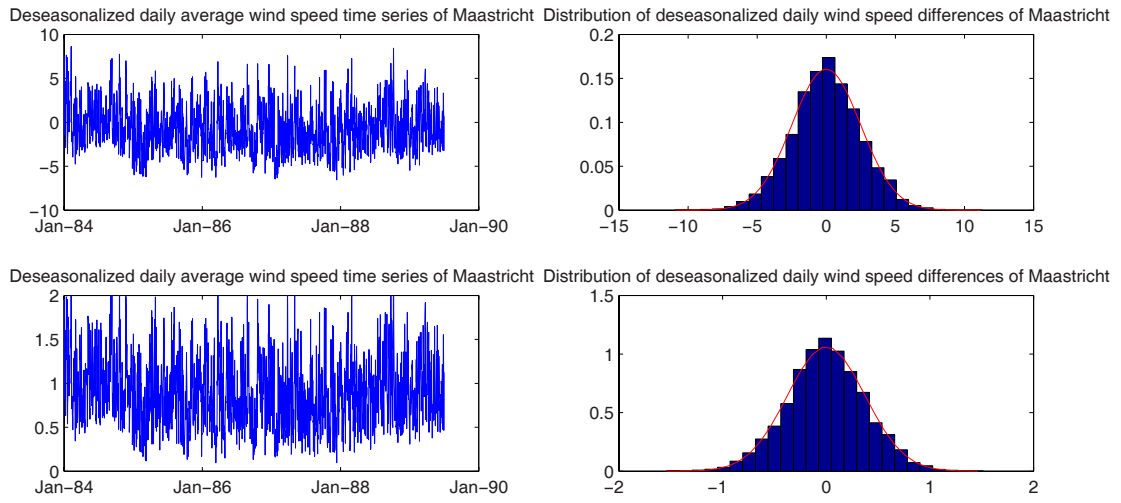 Deseasonalized daily average wind speed time series of Maastricht
10
5
0
−5
−10
Jan−84 Jan−86 Jan−88 Jan−90
Distribution of deseasonalized daily wind speed differences of Maastricht
0.2
0.15
0.1
0.05
0
−15 −10 −5 0 5 10 15
Deseasonalized daily average wind speed time series of Maastricht
2
1.5
1
0.5
0
Jan−84 Jan−86 Jan−88 Jan−90
Distribution of deseasonalized daily wind speed differences of Maastricht
1.5
1
0.5
0
−2 −1 0 1 2